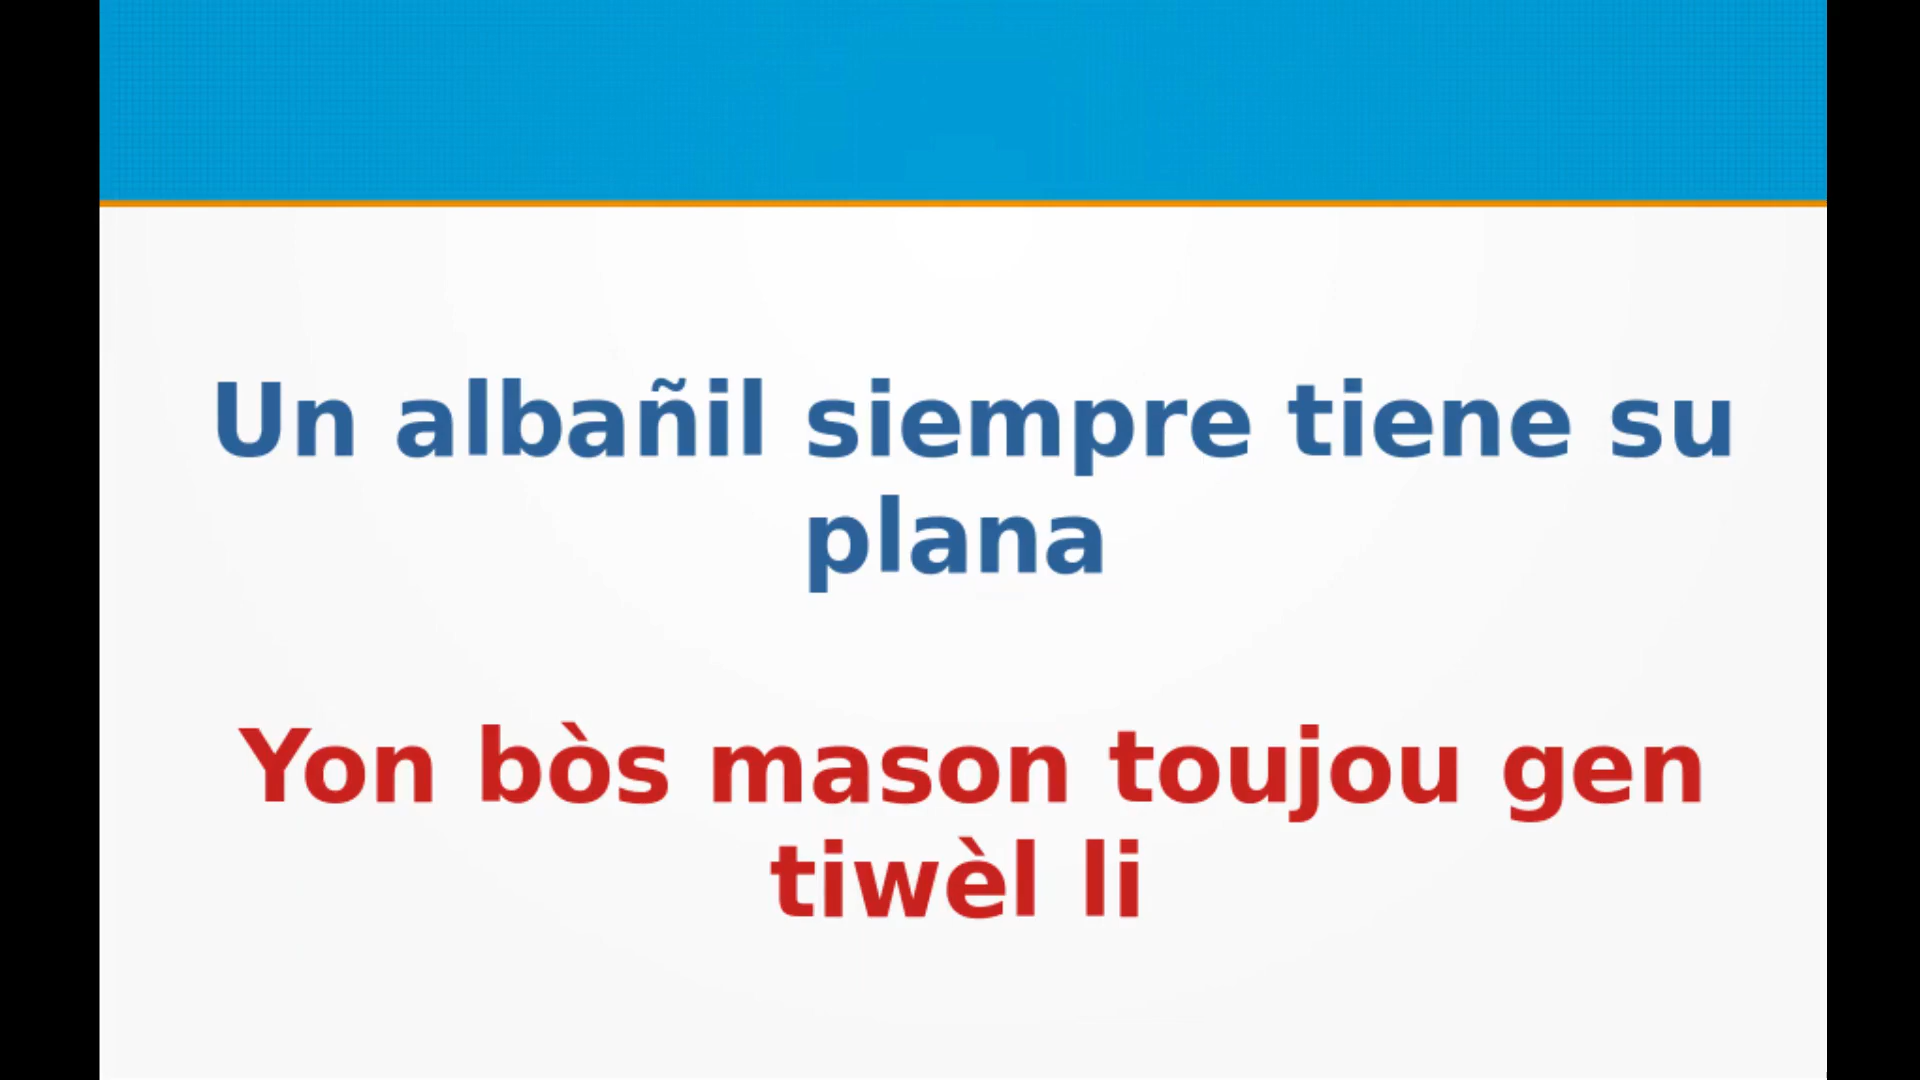 Un albañil siempre tiene su
plana
Yon bòs mason toujou gen
tiwèl li